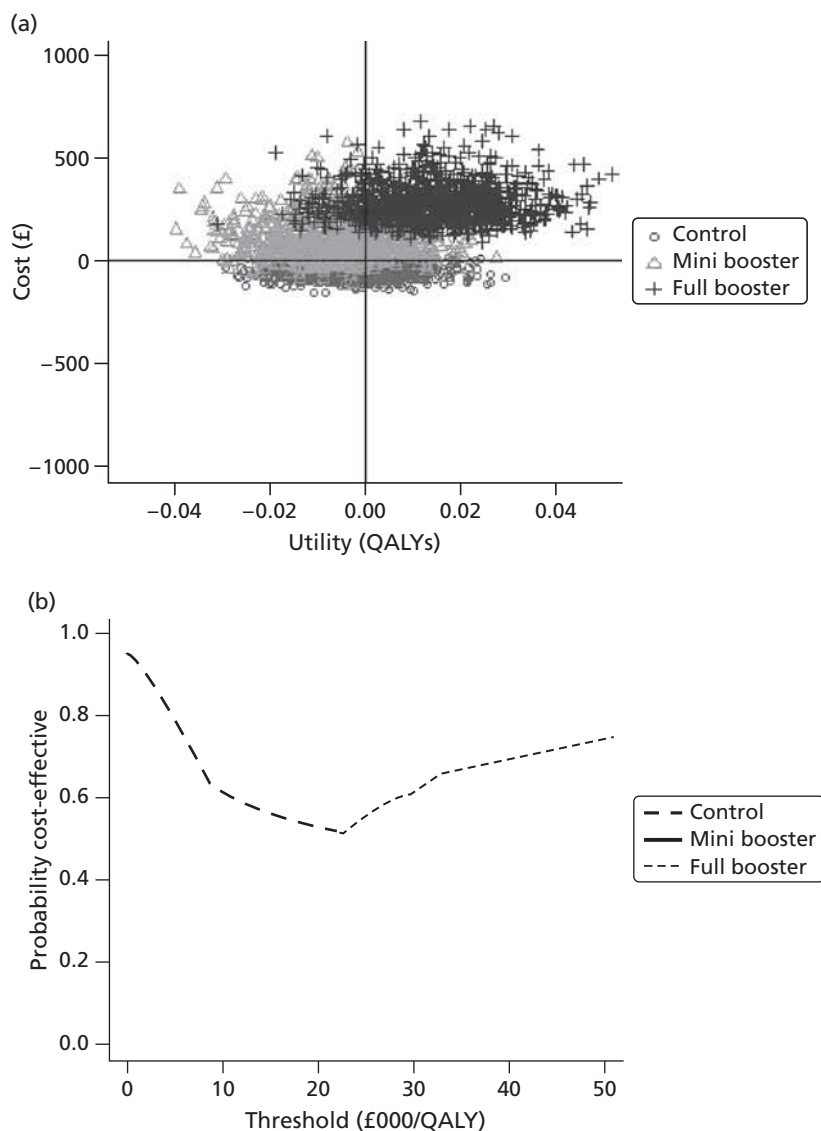 (a)
1000
500
0
−500
−1000
Cost (£)
−0.04
−0.02
0.00
0.02
0.04
Utility (QALYs)
Control
Mini booster
Full booster
(b)
1.0
0.8
0.6
0.4
0.2
0.0
Probability cost-effective
0
10
20
30
40
50
Threshold (£000/QALY)
Control
Mini booster
Full booster